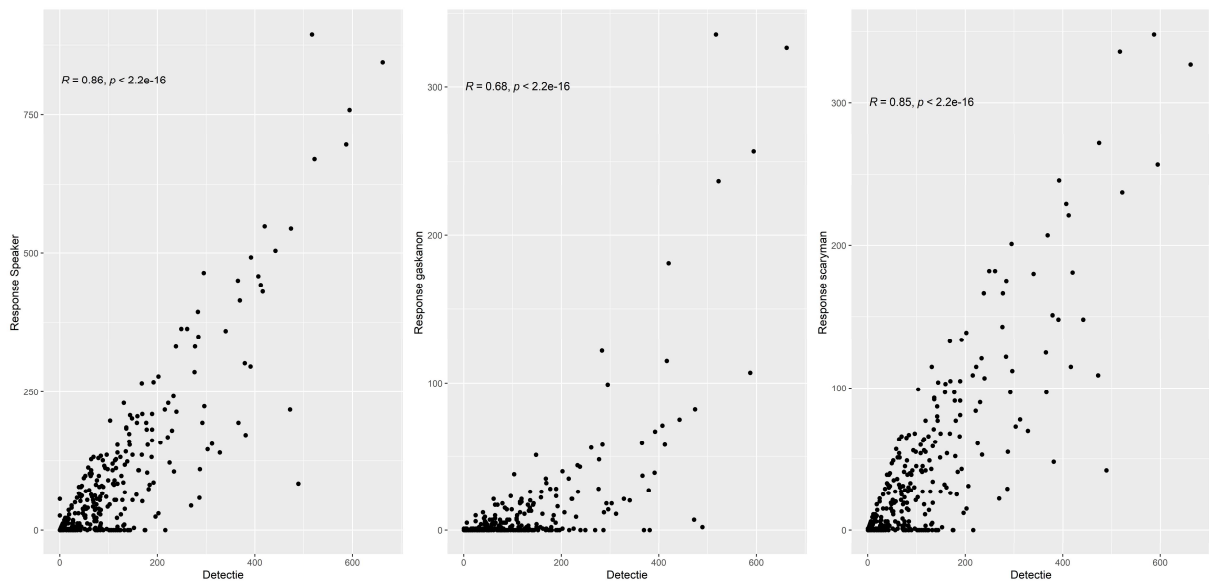 R = 0.86, p < 2.2e-16
750
500
250
0
0
200
400
600
Response Speaker
Detectie
R = 0.68, p < 2.2e-16
300
200
100
0
0
200
400
600
Response gaskanon
Detectie
R = 0.85, p < 2.2e-16
300
200
100
0
0
200
400
600
Response scaryman
Detectie